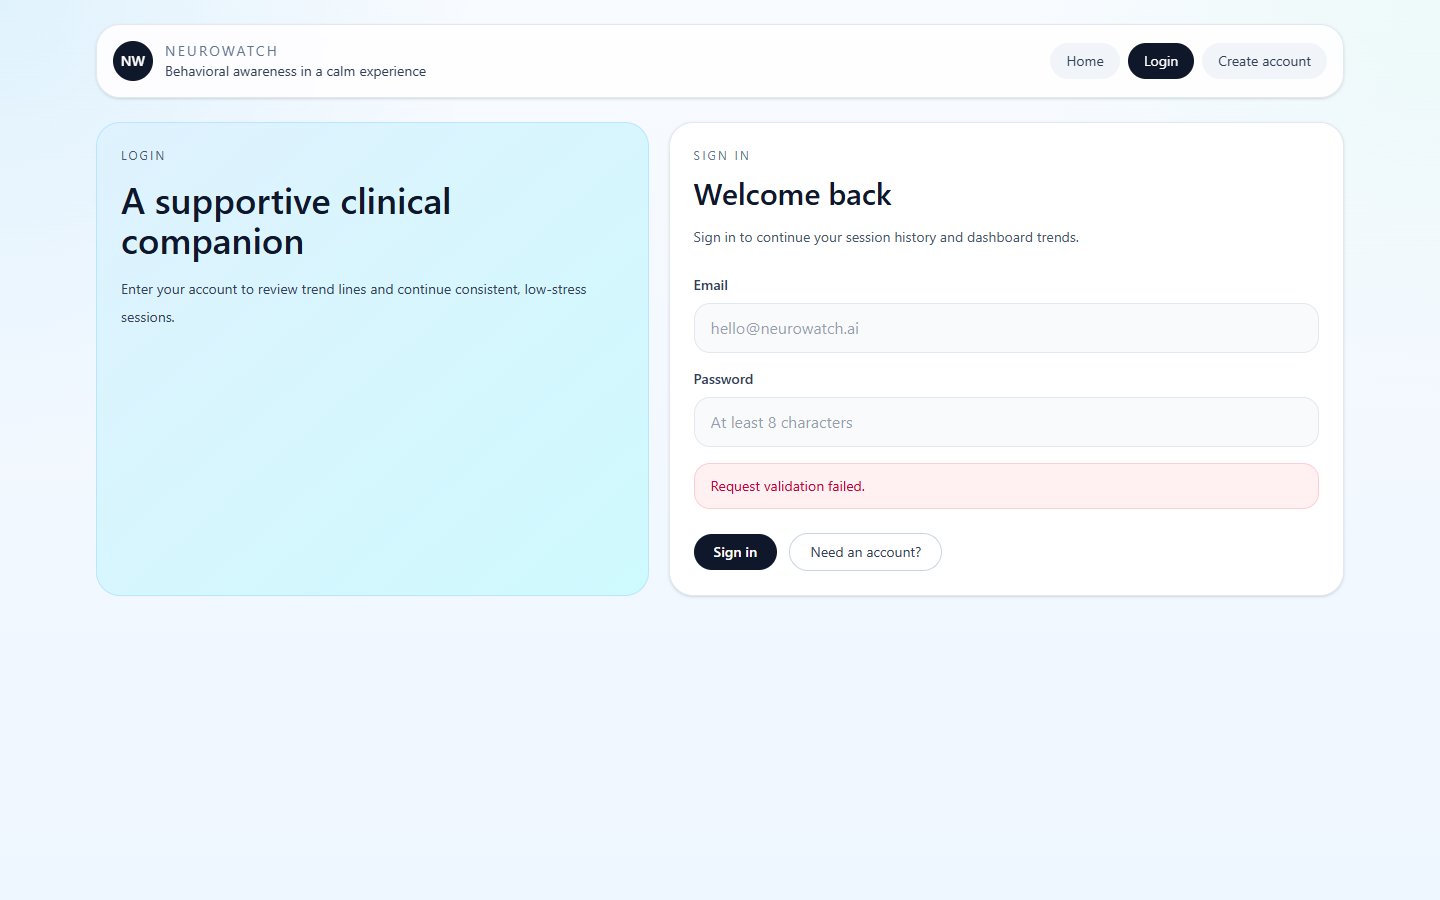 NW
NEUROWATCH
Behavioral awareness in a calm experience
Home
Login
Create account
LOGIN
A supportive clinical
companion
Enter your account to review trend lines and continue consistent, low-stress
sessions.
SIGN IN
Welcome back
Sign in to continue your session history and dashboard trends.
Email
hello@neurowatch.ai
Password
At least 8 characters
Request validation failed.
Sign in
Need an account?